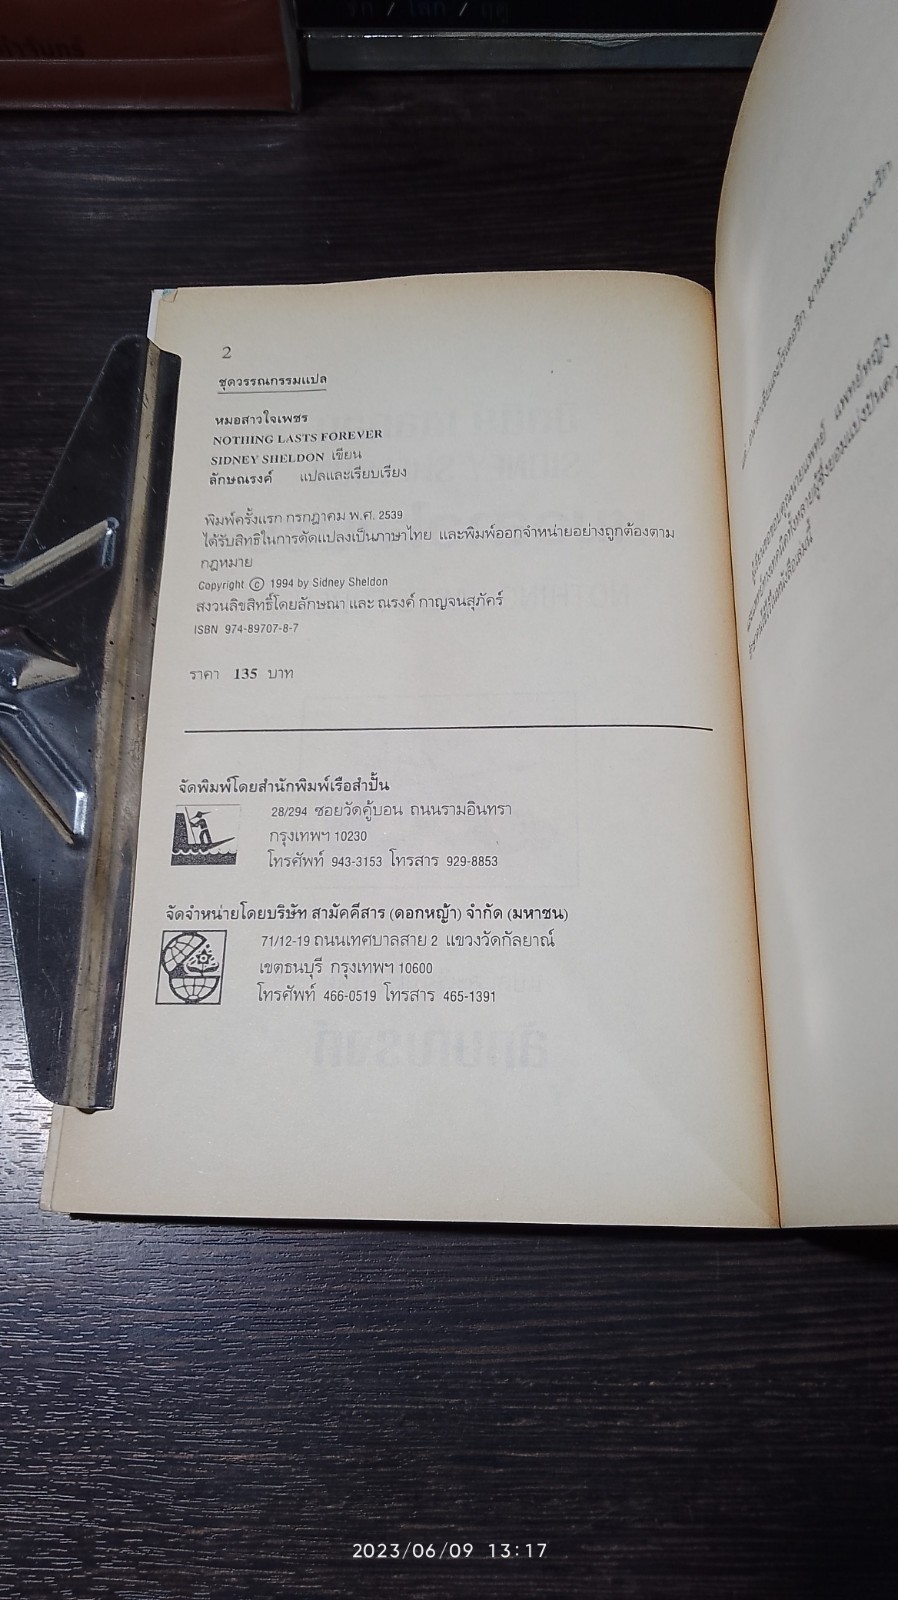 2
ชุดวรรณกรรมแปล
หมอสาวใจเพชร
NOTHING LASTS FOREVER
SIDNEY SHELDON เขียน
ลักษณรงค์ แปลและเรียบเรียง
พิมพ์ครั้งแรก กรกฎาคม พ.ศ. 2539
ได้รับสิทธิในการดัดแปลงเป็นภาษาไทย และพิมพ์ออกจำหน่ายอย่างถูกต้องตาม
กฎหมาย
Copyright © 1994 by Sidney Sheldon
สงวนลิขสิทธิ์โดยลักษณา และ ณรงค์ กาญจนสุภัคร์
ISBN 974-89707-8-7
ราคา 135 บาท
จัดพิมพ์โดยสำนักพิมพ์เรือสำปั้น
28/294 ซอยวัดคู้บอน ถนนรามอินทรา
กรุงเทพฯ 10230
โทรศัพท์ 943-3153 โทรสาร 929-8853
จัดจำหน่ายโดยบริษัท สามัคคีสาร (ดอกหญ้า) จำกัด (มหาชน)
71/12-19 ถนนเทศบาลสาย 2 แขวงวัดกัลยาณ์
เขตธนบุรี กรุงเทพฯ 10600
โทรศัพท์ 466-0519 โทรสาร 465-1391
2023/06/09 13:17